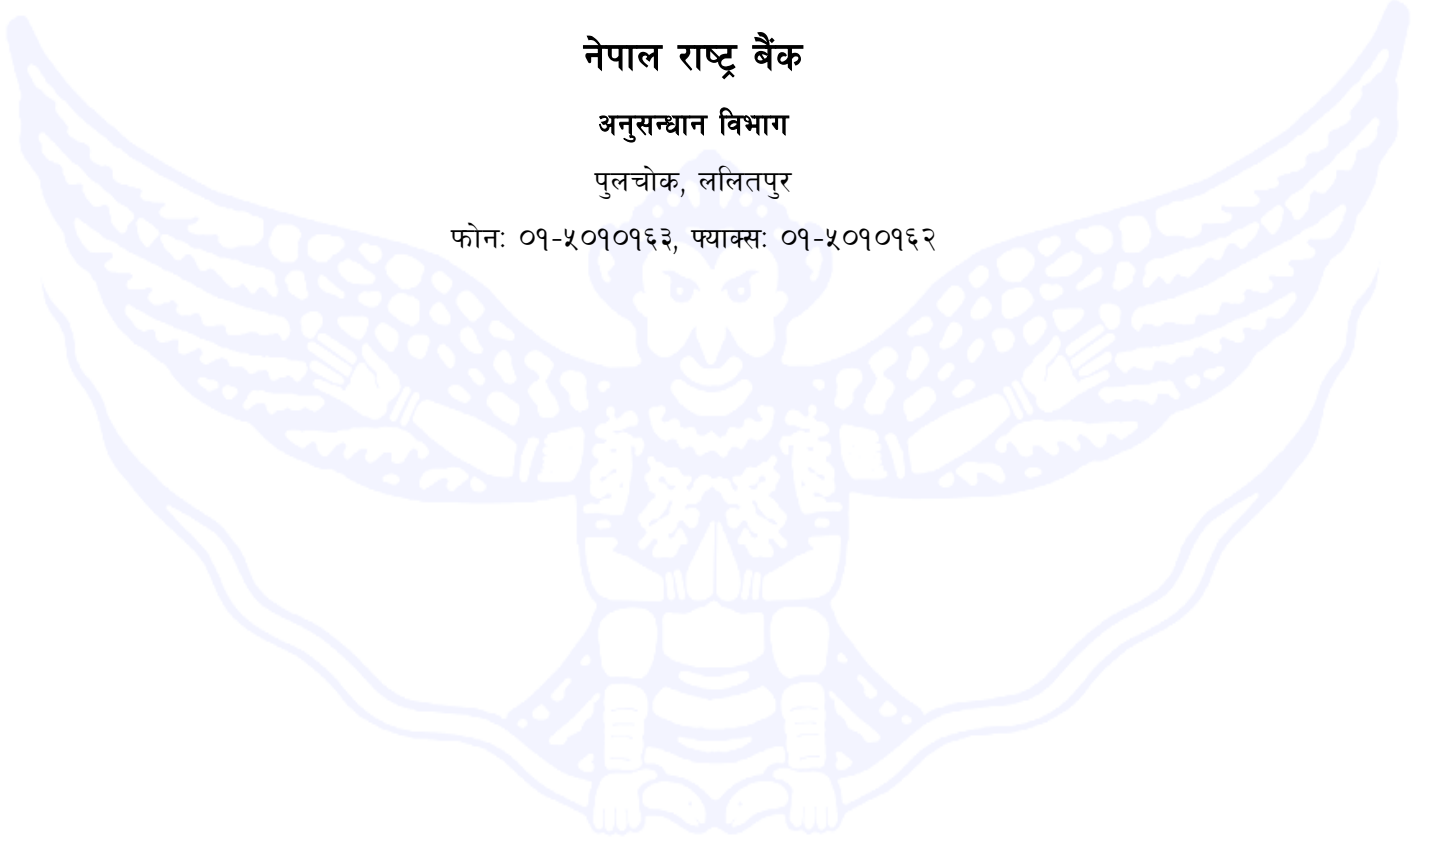 नेपाल राष्ट्र बैंक
अनुसन्धान विभाग
पुलचोक, ललितपुर
फोन: ०१-५०१०१६३, फ्याक्स: ०१-५०१०१६२